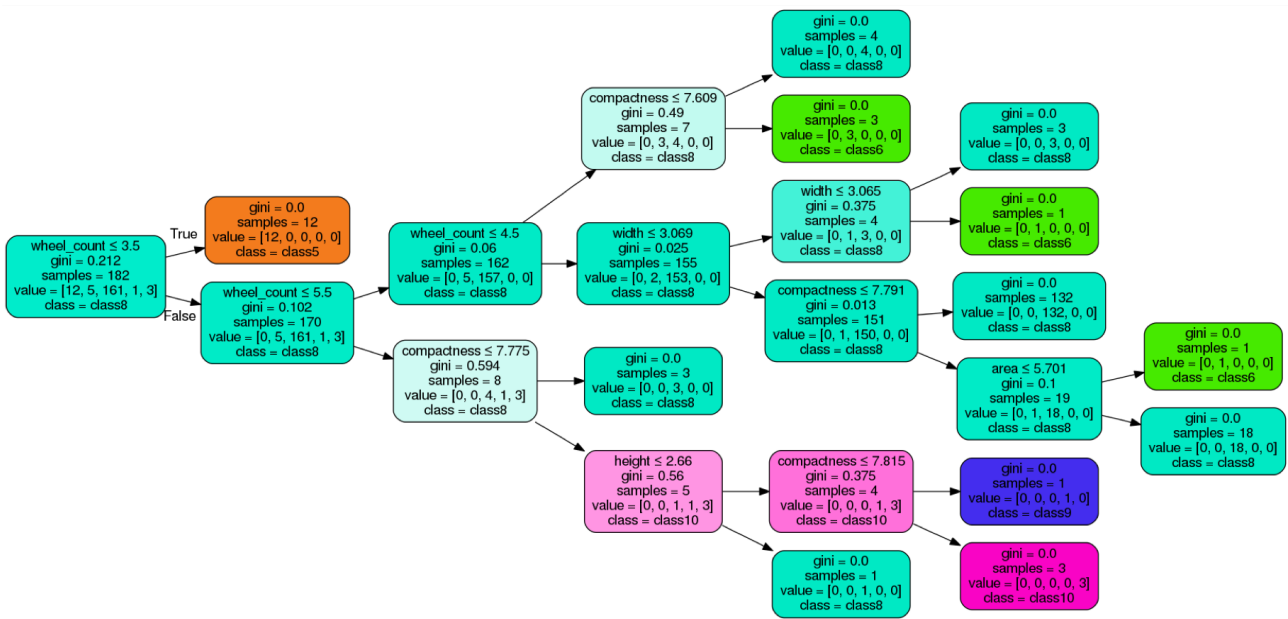 wheel_count ≤ 3.5
gini = 0.212
samples = 182
value = [12, 5, 161, 1, 3]
class = class8
True
False
gini = 0.0
samples = 12
value = [12, 0, 0, 0, 0]
class = class5
wheel_count ≤ 5.5
gini = 0.102
samples = 170
value = [0, 5, 161, 1, 3]
class = class8
wheel_count ≤ 4.5
gini = 0.06
samples = 162
value = [0, 5, 157, 0, 0]
class = class8
compactness ≤ 7.775
gini = 0.594
samples = 8
value = [0, 0, 4, 1, 3]
class = class8
compactness ≤ 7.609
gini = 0.49
samples = 7
value = [0, 3, 4, 0, 0]
class = class8
width ≤ 3.069
gini = 0.025
samples = 155
value = [0, 2, 153, 0, 0]
class = class8
gini = 0.0
samples = 3
value = [0, 0, 3, 0, 0]
class = class8
height ≤ 2.66
gini = 0.56
samples = 5
value = [0, 0, 1, 1, 3]
class = class10
gini = 0.0
samples = 4
value = [0, 0, 4, 0, 0]
class = class8
gini = 0.0
samples = 3
value = [0, 3, 0, 0, 0]
class = class6
width ≤ 3.065
gini = 0.375
samples = 4
value = [0, 1, 3, 0, 0]
class = class8
compactness ≤ 7.791
gini = 0.013
samples = 151
value = [0, 1, 150, 0, 0]
class = class8
compactness ≤ 7.815
gini = 0.375
samples = 4
value = [0, 0, 0, 1, 3]
class = class10
gini = 0.0
samples = 1
value = [0, 0, 1, 0, 0]
class = class8
gini = 0.0
samples = 3
value = [0, 0, 3, 0, 0]
class = class8
gini = 0.0
samples = 1
value = [0, 1, 0, 0, 0]
class = class6
gini = 0.0
samples = 132
value = [0, 0, 132, 0, 0]
class = class8
area ≤ 5.701
gini = 0.1
samples = 19
value = [0, 1, 18, 0, 0]
class = class8
gini = 0.0
samples = 1
value = [0, 0, 0, 1, 0]
class = class9
gini = 0.0
samples = 3
value = [0, 0, 0, 0, 3]
class = class10
gini = 0.0
samples = 1
value = [0, 1, 0, 0, 0]
class = class6
gini = 0.0
samples = 18
value = [0, 0, 18, 0, 0]
class = class8